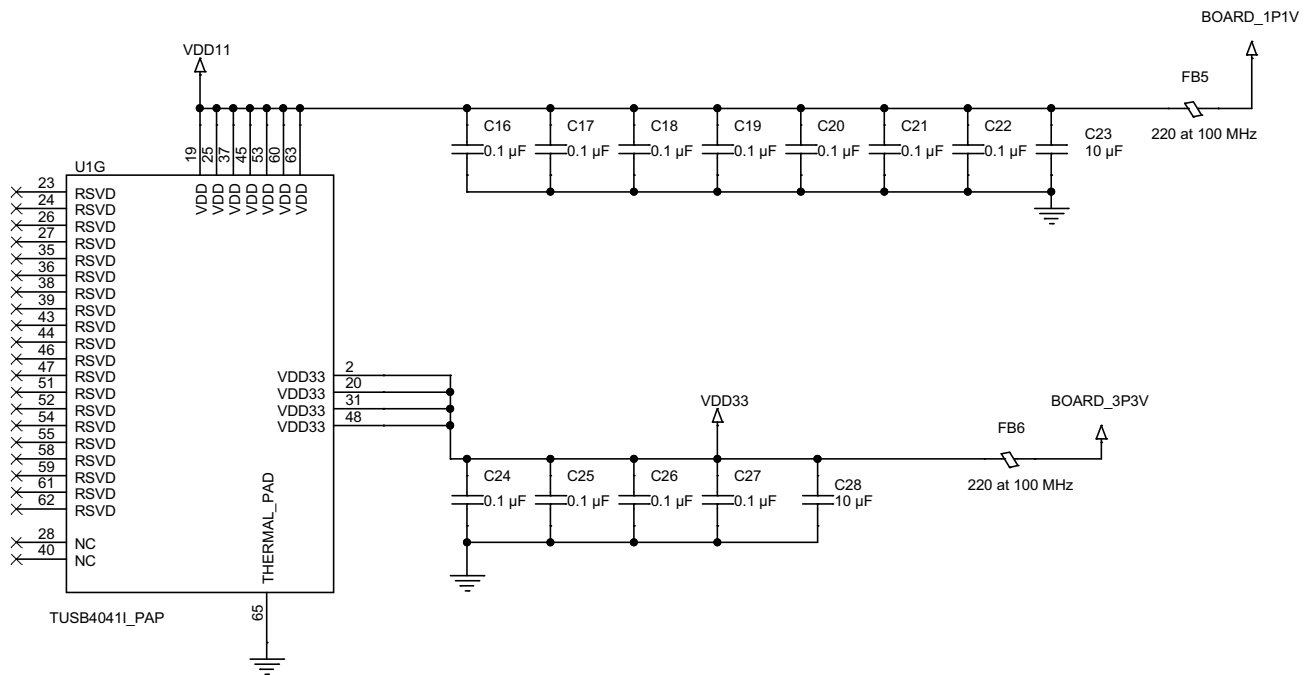 BOARD_1P1V
VDD11
FB5
220 at 100 MHz
C16
0.1 µF
C17
0.1 µF
C18
0.1 µF
C19
0.1 µF
C20
0.1 µF
C21
0.1 µF
C22
0.1 µF
C23
10 µF
19
25
37
45
53
60
63
U1G
VDD
VDD
VDD
VDD
VDD
VDD
VDD
23 RSVD
24 RSVD
26 RSVD
27 RSVD
35 RSVD
36 RSVD
38 RSVD
39 RSVD
43 RSVD
44 RSVD
46 RSVD
47 RSVD
51 RSVD
52 RSVD
54 RSVD
55 RSVD
58 RSVD
59 RSVD
61 RSVD
62 RSVD
28 NC
40 NC
VDD33 2
VDD33 20
VDD33 31
VDD33 48
VDD33
BOARD_3P3V
FB6
220 at 100 MHz
C24
0.1 µF
C25
0.1 µF
C26
0.1 µF
C27
0.1 µF
C28
10 µF
THERMAL_PAD
65
TUSB4041I_PAP